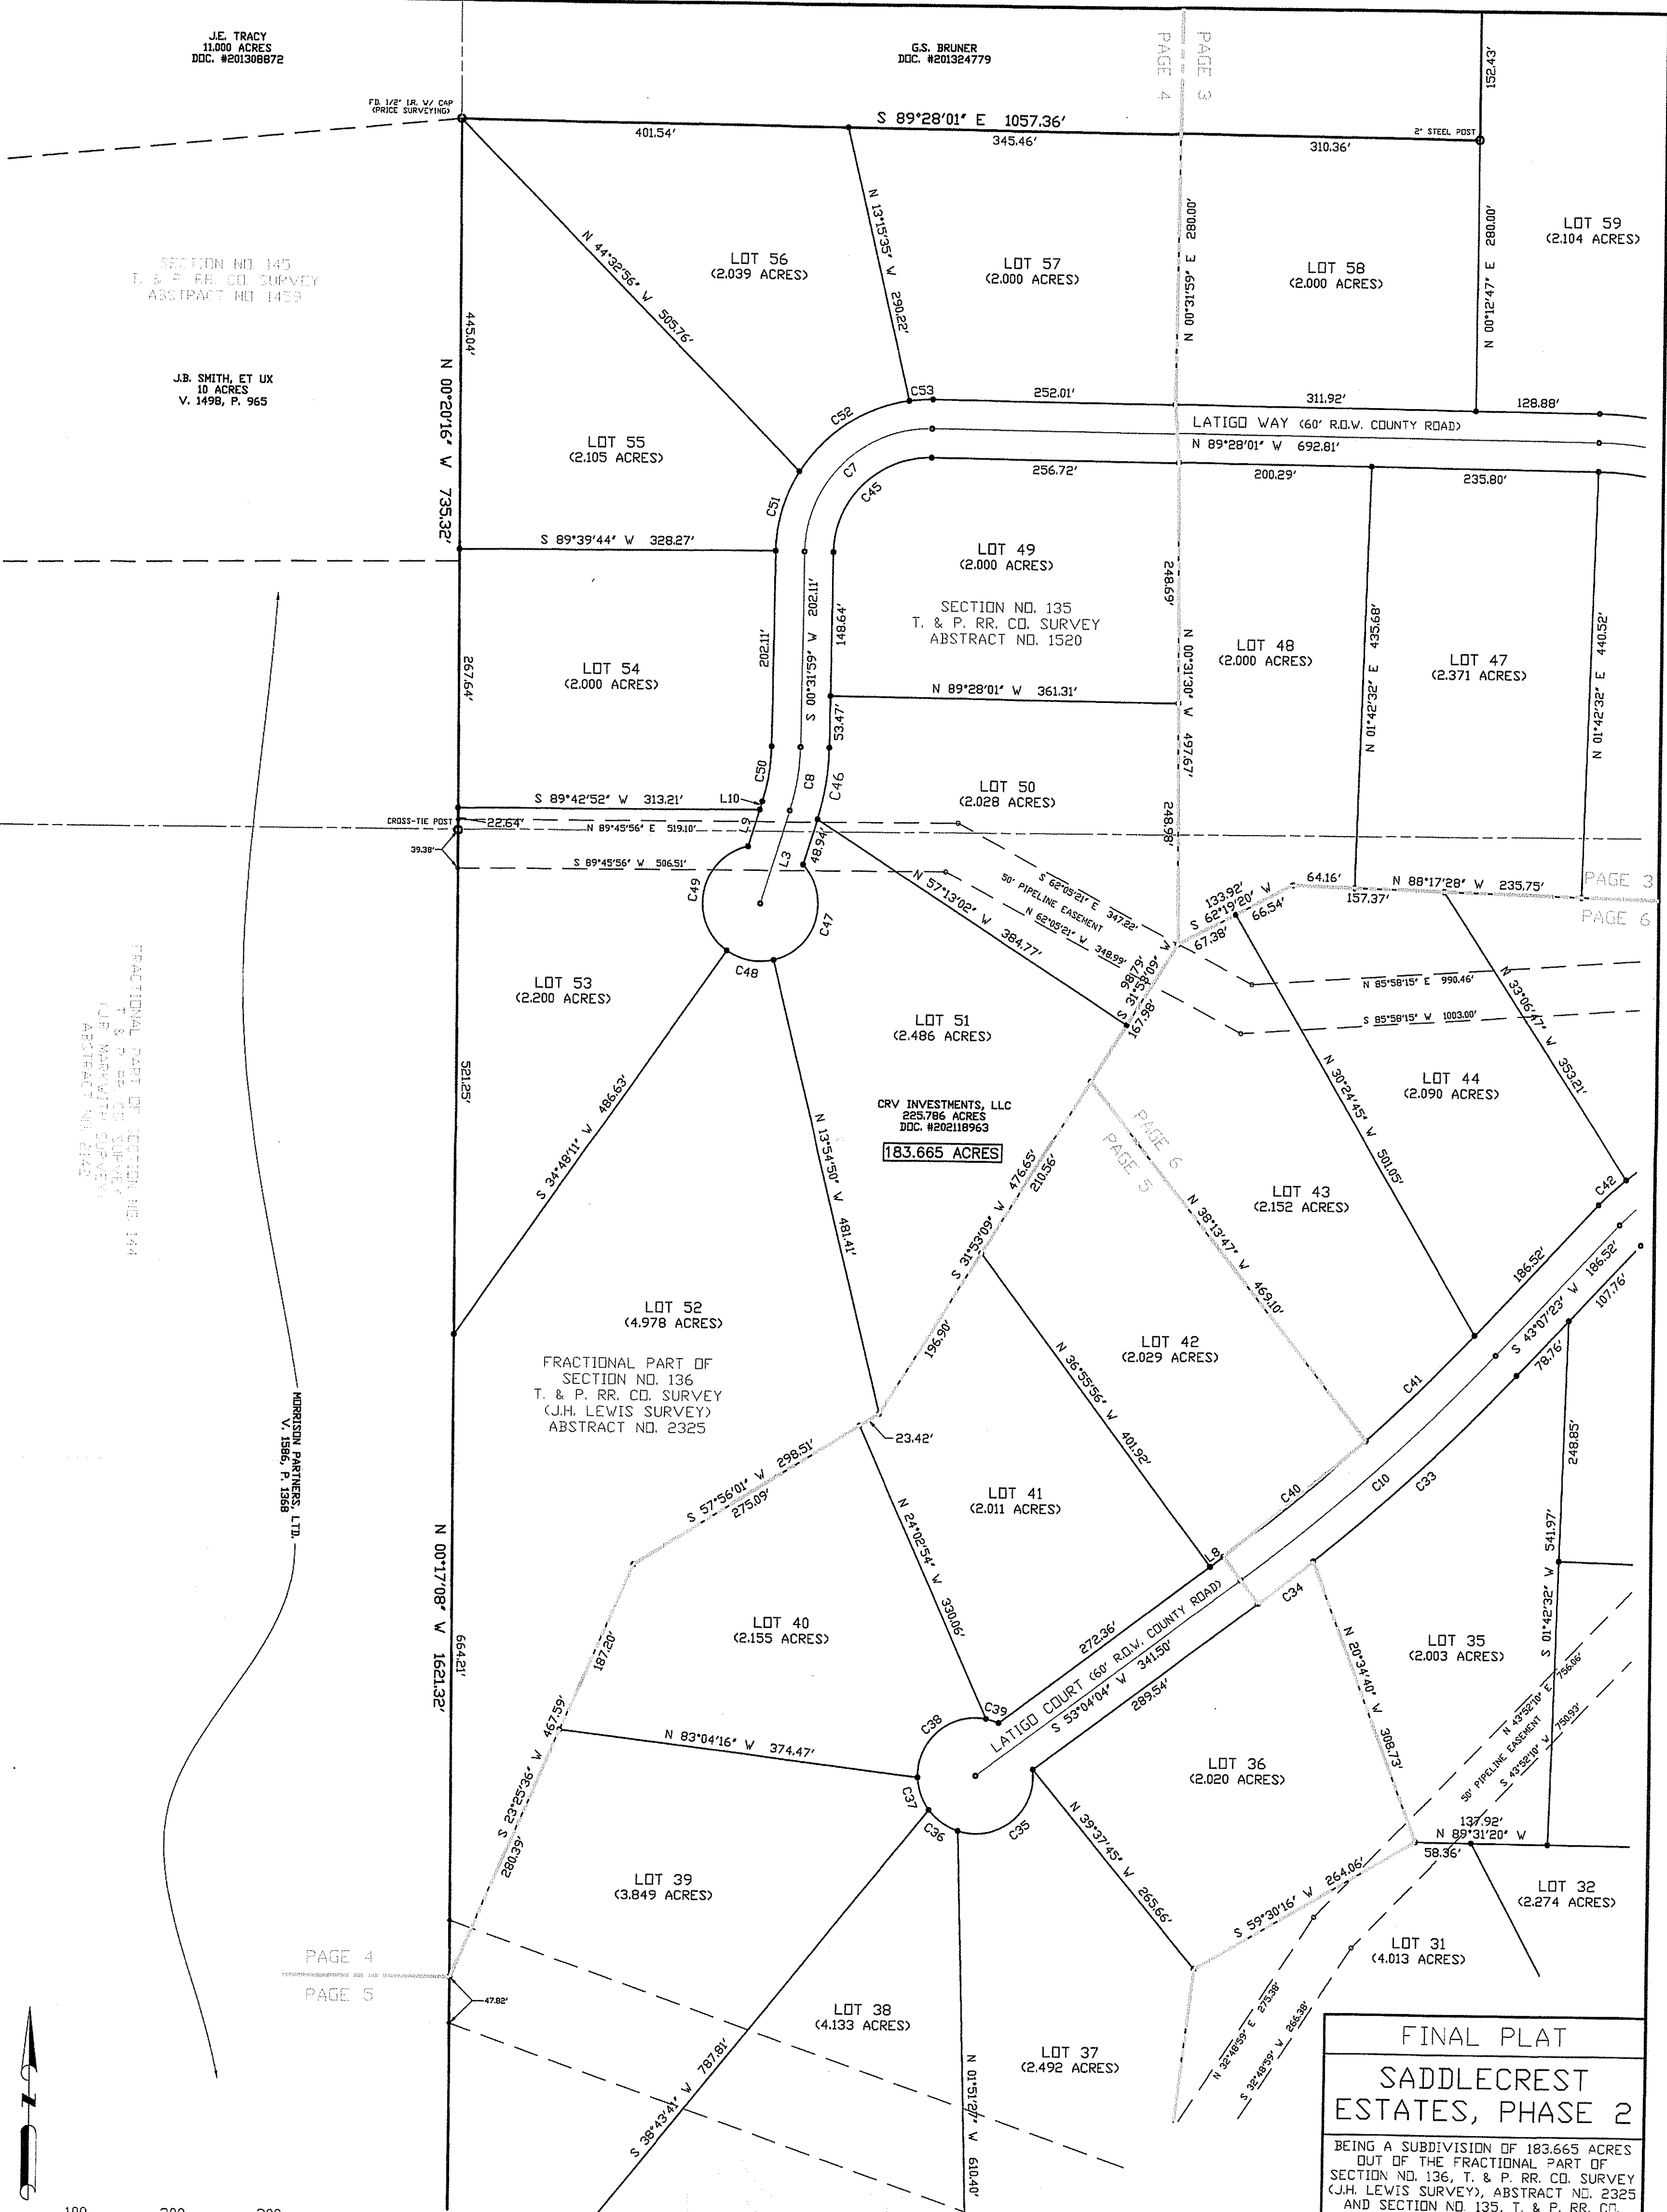 J.E. TRACY
11.000 ACRES
DOC. #201308872
G.S. BRUNER
DOC. #201324779
PAGE 4
PAGE 3
152.43'
FD. 1/2" I.R. W/ CAP
(PRICE SURVEYING)
S 89°28'01" E 1057.36'
401.54'
345.46'
310.36'
2" STEEL POST
SECTION NO. 145
T. & P. RR. CO. SURVEY
ABSTRACT NO. 1459
J.B. SMITH, ET UX
10 ACRES
V. 1498, P. 965
N 44°32'56" W 505.76'
LOT 56
(2.039 ACRES)
N 13°15'35" W 290.22'
LOT 57
(2.000 ACRES)
N 00°31'59" E 280.00'
LOT 58
(2.000 ACRES)
N 00°12'47" E 280.00'
LOT 59
(2.104 ACRES)
445.04'
N 00°20'16" W 735.32'
C53
252.01'
311.92'
128.88'
C52
LATIGO WAY (60' R.O.W. COUNTY ROAD)
N 89°28'01" W 692.81'
LOT 55
(2.105 ACRES)
C7
C45
256.72'
200.29'
235.80'
C51
S 89°39'44" W 328.27'
LOT 49
(2.000 ACRES)
SECTION NO. 135
T. & P. RR. CO. SURVEY
ABSTRACT NO. 1520
248.69'
N 00°31'30" W 497.67'
LOT 48
(2.000 ACRES)
N 01°42'32" E 435.68'
LOT 47
(2.371 ACRES)
N 01°42'32" E 440.52'
267.64'
LOT 54
(2.000 ACRES)
202.11'
S 00°31'59" W 202.11'
148.64'
N 89°28'01" W 361.31'
53.47'
C50
C8
C46
LOT 50
(2.028 ACRES)
248.98'
S 89°42'52" W 313.21'
L10
CROSS-TIE POST
22.64'
N 89°45'56" E 519.10'
L9
39.38'
S 89°45'56" W 506.51'
L3
48.94'
C49
C47
C48
N 57°13'02" W 384.77'
S 62°05'21" E 347.22'
50' PIPELINE EASEMENT
N 62°05'21" W 348.99'
133.92'
S 62°19'20" W
66.54'
67.38'
64.16'
157.37'
N 88°17'28" W 235.75'
PAGE 3
PAGE 6
98.79'
S 31°58'09" W
167.98'
N 85°58'15" E 990.46'
S 85°58'15" W 1003.00'
N 33°06'47" W 353.21'
LOT 53
(2.200 ACRES)
LOT 51
(2.486 ACRES)
CRV INVESTMENTS, LLC
225.786 ACRES
DOC. #202118963
183.665 ACRES
FRACTIONAL PART OF SECTION NO. 144
T. & P. RR. CO. SURVEY
ABSTRACT NO.
521.25'
S 34°48'11" W 486.63'
N 13°54'50" W 481.41'
N 30°24'45" W 501.05'
LOT 44
(2.090 ACRES)
PAGE 6
PAGE 5
S 31°53'09" W 476.65'
210.56'
196.90'
N 38°13'47" W 469.10'
LOT 43
(2.152 ACRES)
C42
186.52'
S 43°07'23" W 186.52'
107.76'
78.76'
LOT 52
(4.978 ACRES)
FRACTIONAL PART OF
SECTION NO. 136
T. & P. RR. CO. SURVEY
(J.H. LEWIS SURVEY)
ABSTRACT NO. 2325
LOT 42
(2.029 ACRES)
N 36°55'56" W 401.92'
C41
C10
C33
248.85'
23.42'
MORRISON PARTNERS, LTD.
V. 1586, P. 1368
S 57°56'01" W 298.51'
275.09'
LOT 41
(2.011 ACRES)
N 24°02'54" W 330.06'
C40
L8
C34
S 01°42'32" W 541.97'
N 00°17'08" W 1621.32'
664.21'
187.20'
LOT 40
(2.155 ACRES)
272.36'
LATIGO COURT (60' R.O.W. COUNTY ROAD)
S 53°04'04" W 341.50'
289.54'
N 20°34'40" W 308.73'
LOT 35
(2.003 ACRES)
N 43°52'10" E 756.06'
50' PIPELINE EASEMENT
S 43°52'10" W 750.93'
C39
C38
S 23°25'36" W 467.59'
280.39'
N 83°04'16" W 374.47'
C37
C36
C35
LOT 36
(2.020 ACRES)
N 39°37'45" W 265.66'
137.92'
N 89°31'20" W
58.36'
S 59°30'16" W 264.06'
LOT 32
(2.274 ACRES)
LOT 39
(3.849 ACRES)
LOT 31
(4.013 ACRES)
PAGE 4
PAGE 5
47.82'
LOT 38
(4.133 ACRES)
S 38°43'41" W 787.81'
N 01°51'27" W 610.40'
LOT 37
(2.492 ACRES)
N 32°48'59" E 275.38'
S 32°48'59" W 266.38'
N
FINAL PLAT
SADDLECREST
ESTATES, PHASE 2
BEING A SUBDIVISION OF 183.665 ACRES
OUT OF THE FRACTIONAL PART OF
SECTION NO. 136, T. & P. RR. CO. SURVEY
(J.H. LEWIS SURVEY), ABSTRACT NO. 2325
AND SECTION NO. 135, T. & P. RR. CO.